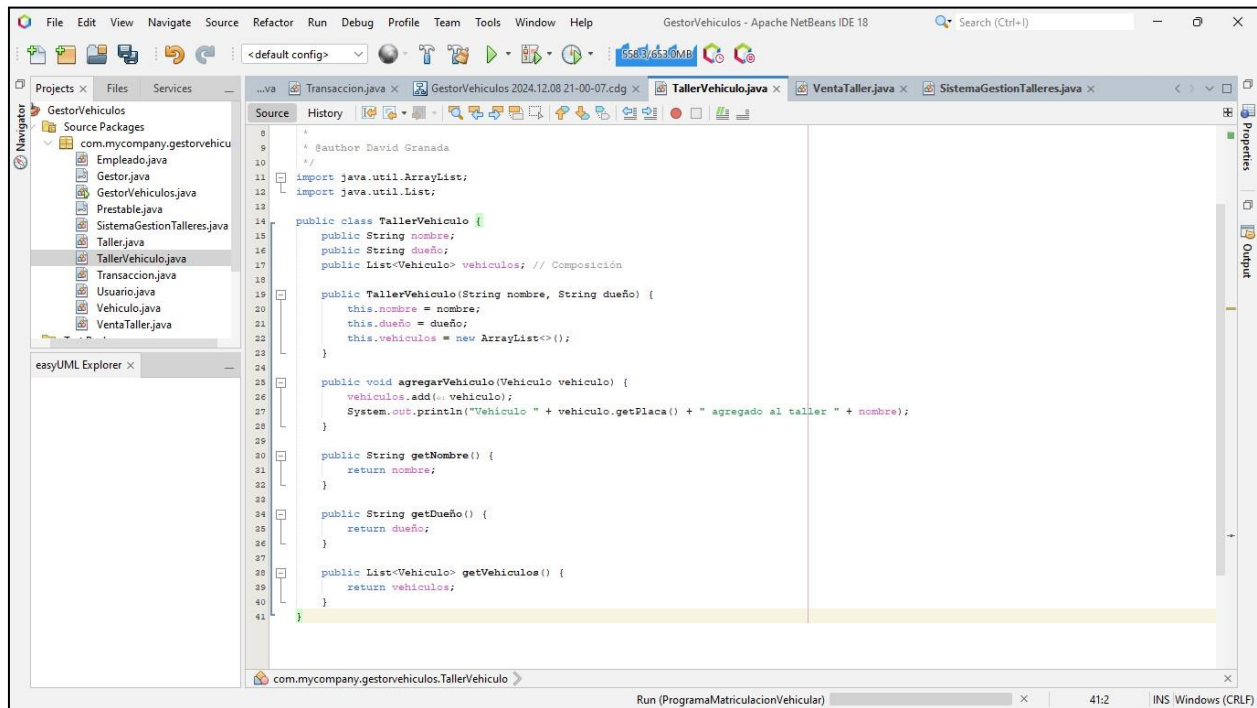 File Edit View Navigate Source Refactor Run Debug Profile Team Tools Window Help GestorVehiculos - Apache NetBeans IDE 18 Search (Ctrl+I)
<default config> 558.3/653.0MB
Projects Files Services ...va Transaccion.java GestorVehiculos 2024.12.08 21-00-07.cdg TallerVehiculo.java VentaTaller.java SistemaGestionTalleres.java
Navigator
GestorVehiculos
Source Packages
com.mycompany.gestorvehicu
Empleado.java
Gestor.java
GestorVehiculos.java
Prestable.java
SistemaGestionTalleres.java
Taller.java
TallerVehiculo.java
Transaccion.java
Usuario.java
Vehiculo.java
VentaTaller.java
easyUML Explorer
Source History
8 *
9 * @author David Granada
10 */
11 import java.util.ArrayList;
12 import java.util.List;
13
14 public class TallerVehiculo {
15 public String nombre;
16 public String dueño;
17 public List<Vehiculo> vehiculos; // Composición
18
19 public TallerVehiculo(String nombre, String dueño) {
20 this.nombre = nombre;
21 this.dueño = dueño;
22 this.vehiculos = new ArrayList<>();
23 }
24
25 public void agregarVehiculo(Vehiculo vehiculo) {
26 vehiculos.add(e: vehiculo);
27 System.out.println("Vehiculo " + vehiculo.getPlaca() + " agregado al taller " + nombre);
28 }
29
30 public String getNombre() {
31 return nombre;
32 }
33
34 public String getDueño() {
35 return dueño;
36 }
37
38 public List<Vehiculo> getVehiculos() {
39 return vehiculos;
40 }
41 }
Properties
Output
com.mycompany.gestorvehiculos.TallerVehiculo
Run (ProgramaMatriculacionVehicular) 41:2 INS Windows (CRLF)